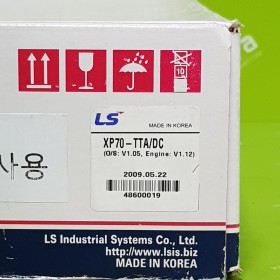 10
LS
MADE IN KOREA
XP70-TTA/DC
(O/S: V1.05, Engine: V1.12)
2009.05.22
48600019
사용
LS Industrial Systems Co., Ltd.
http://www.lsis.biz
MADE IN KOREA